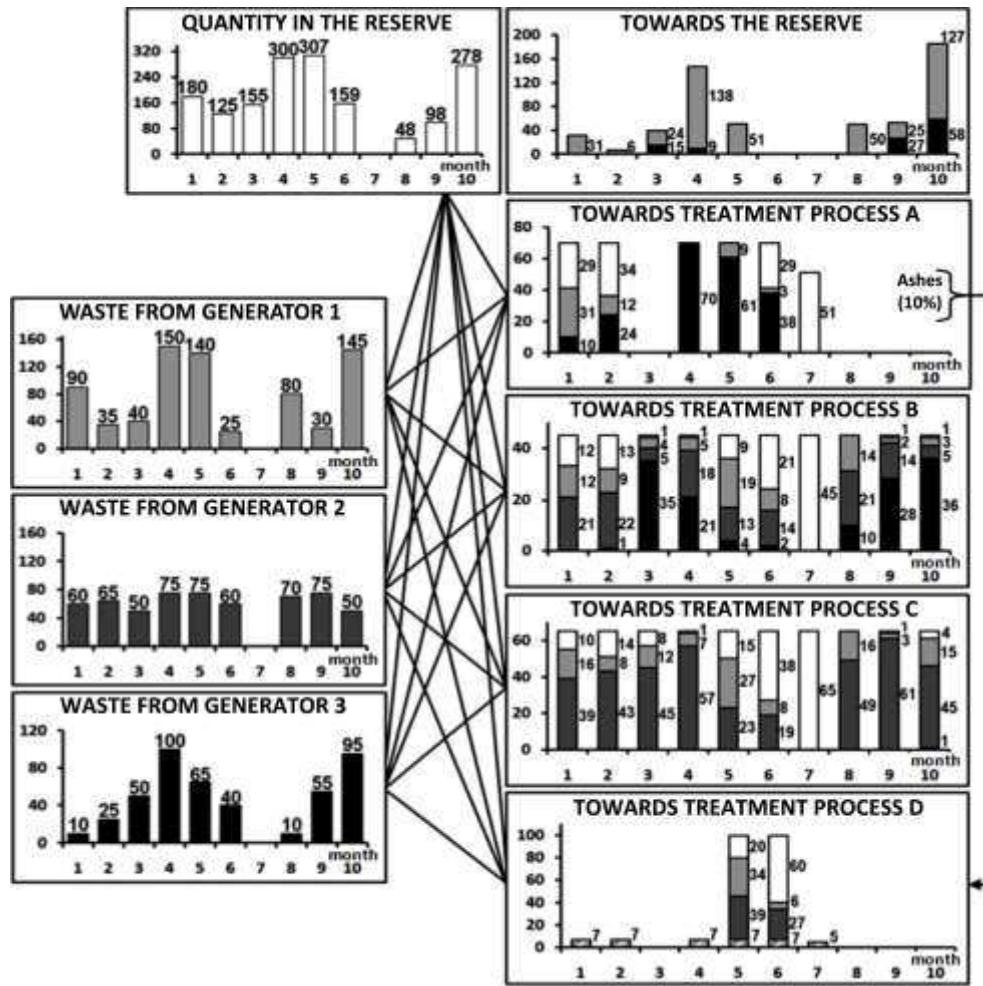 QUANTITY IN THE RESERVE
320
240
160
80
0
180 125 155 300 307 159 48 98 278
month
1 2 3 4 5 6 7 8 9 10
TOWARDS THE RESERVE
200
160
120
80
40
0
31 6 24 15 138 9 51 50 25 27 127 58
month
1 2 3 4 5 6 7 8 9 10
TOWARDS TREATMENT PROCESS A
80
60
40
20
0
29 31 19 34 12 24 70 9 61 29 3 38 51
Ashes
(10%)
month
1 2 3 4 5 6 7 8 9 10
WASTE FROM GENERATOR 1
160
120
80
40
0
90 35 40 150 140 25 80 30 145
month
1 2 3 4 5 6 7 8 9 10
TOWARDS TREATMENT PROCESS B
40
20
0
12 12 21 13 9 22 1 1 4 5 35 1 5 18 21 9 19 13 4 21 8 14 2 45 14 21 10 1 2 14 28 1 3 5 36
month
1 2 3 4 5 6 7 8 9 10
WASTE FROM GENERATOR 2
160
120
80
40
0
60 65 50 75 75 60 70 75 50
month
1 2 3 4 5 6 7 8 9 10
TOWARDS TREATMENT PROCESS C
60
40
20
0
10 16 39 14 8 43 8 12 45 1 7 57 15 27 23 38 8 19 65 16 49 1 3 61 4 15 45 1
month
1 2 3 4 5 6 7 8 9 10
WASTE FROM GENERATOR 3
120
80
40
0
10 25 50 100 65 40 10 55 95
month
1 2 3 4 5 6 7 8 9 10
TOWARDS TREATMENT PROCESS D
100
80
60
40
20
0
7 7 7 20 34 39 7 60 6 27 7 5
month
1 2 3 4 5 6 7 8 9 10